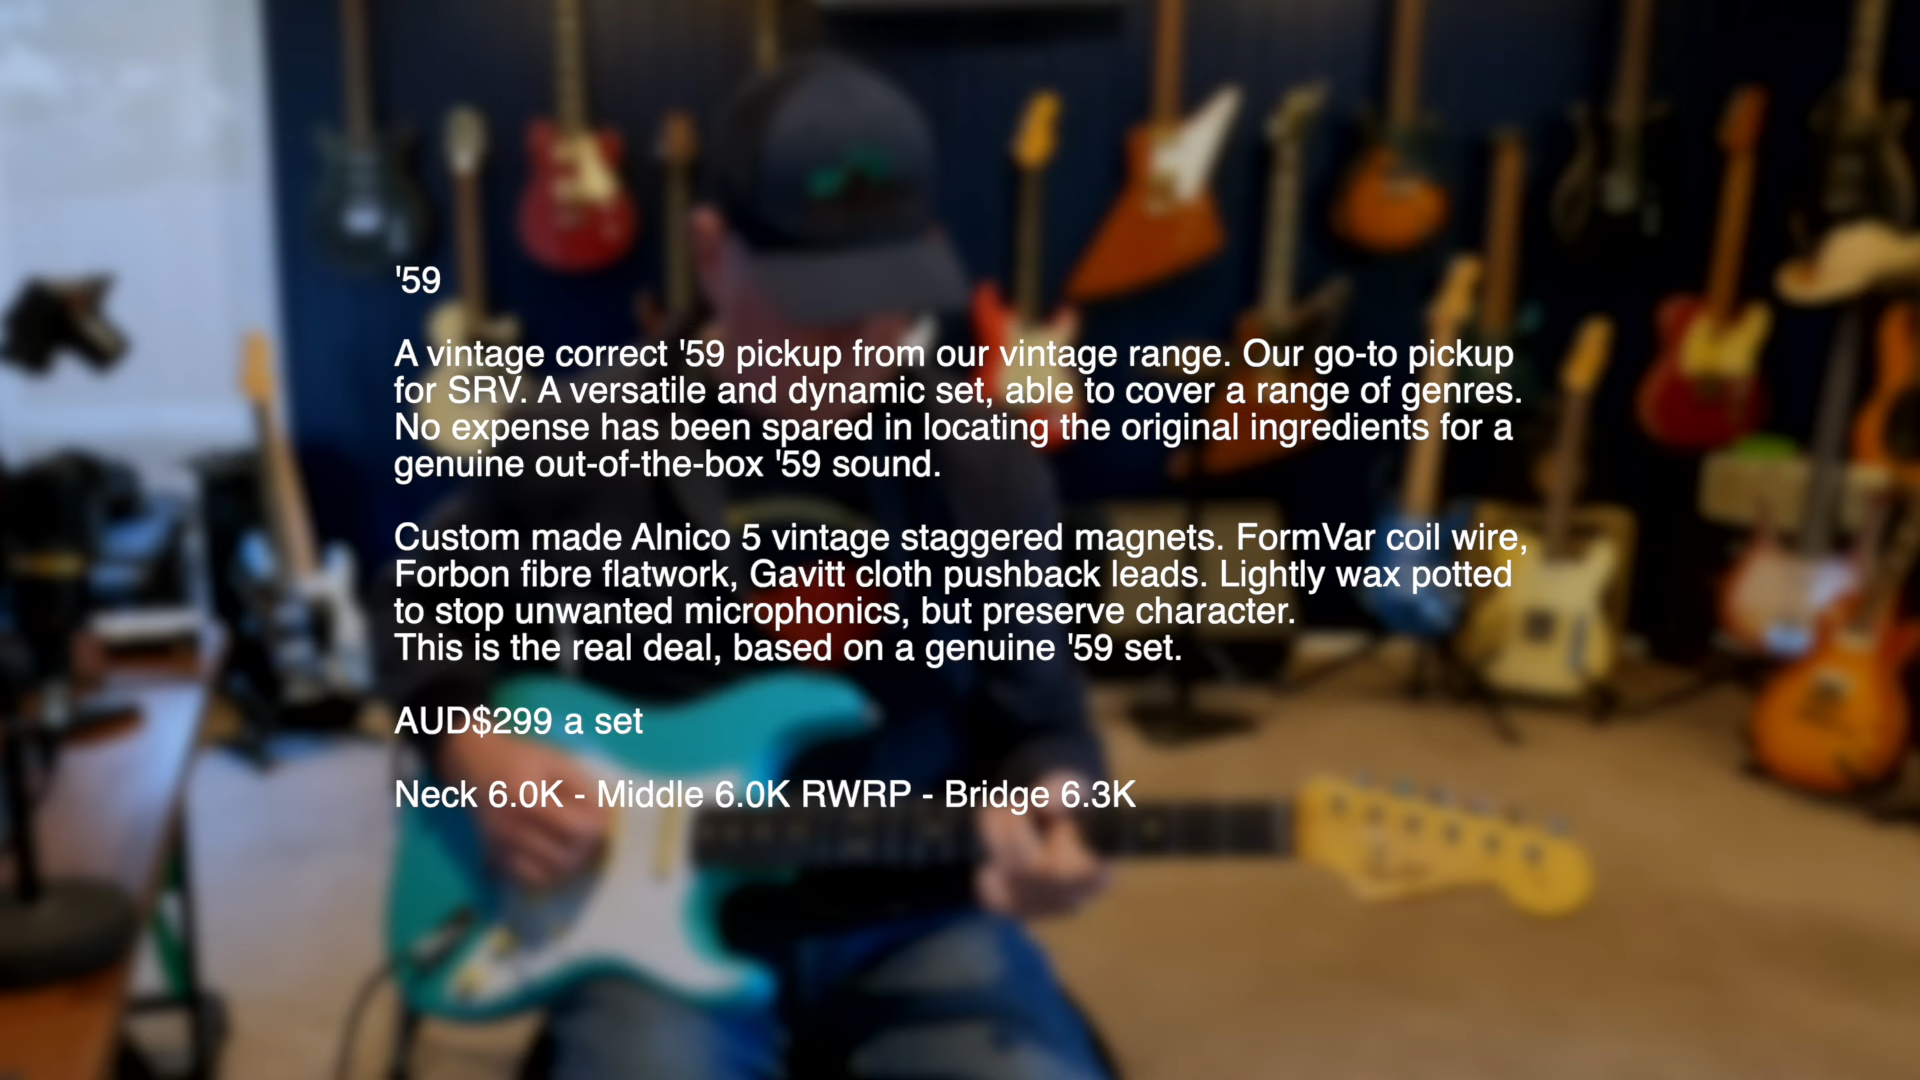 '59
A vintage correct '59 pickup from our vintage range. Our go-to pickup
for SRV. A versatile and dynamic set, able to cover a range of genres.
No expense has been spared in locating the original ingredients for a
genuine out-of-the-box '59 sound.
Custom made Alnico 5 vintage staggered magnets. FormVar coil wire,
Forbon fibre flatwork, Gavitt cloth pushback leads. Lightly wax potted
to stop unwanted microphonics, but preserve character.
This is the real deal, based on a genuine '59 set.
AUD$299 a set
Neck 6.0K - Middle 6.0K RWRP - Bridge 6.3K